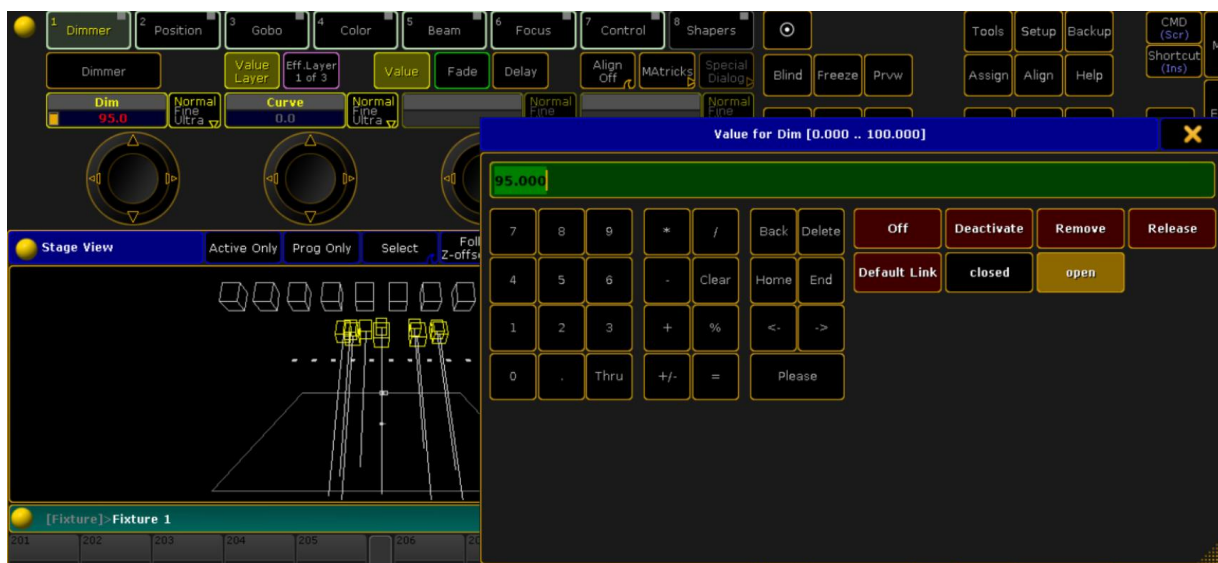 1 Dimmer 2 Position 3 Gobo 4 Color 5 Beam 6 Focus 7 Control 8 Shapers
Tools Setup Backup CMD (Scr)
Dimmer
Value Layer
Eff.Layer 1 of 3
Value Fade Delay
Align Off
MAtricks
Special Dialog
Blind Freeze Prvw
Assign Align Help
Shortcut (Ins)
Dim
95.0
Normal
Fine
Ultra
Curve
0.0
Normal
Fine
Ultra
Normal
Fine
Normal
Fine
Value for Dim [0.000 .. 100.000]
95.000
7 8 9 * / Back Delete
4 5 6 - Clear Home End
1 2 3 + % <- ->
0 . Thru +/- = Please
Off Deactivate Remove Release
Default Link closed open
Stage View
Active Only Prog Only Select
Z-offs
[Fixture]>Fixture 1
201 202 203 204 205 206